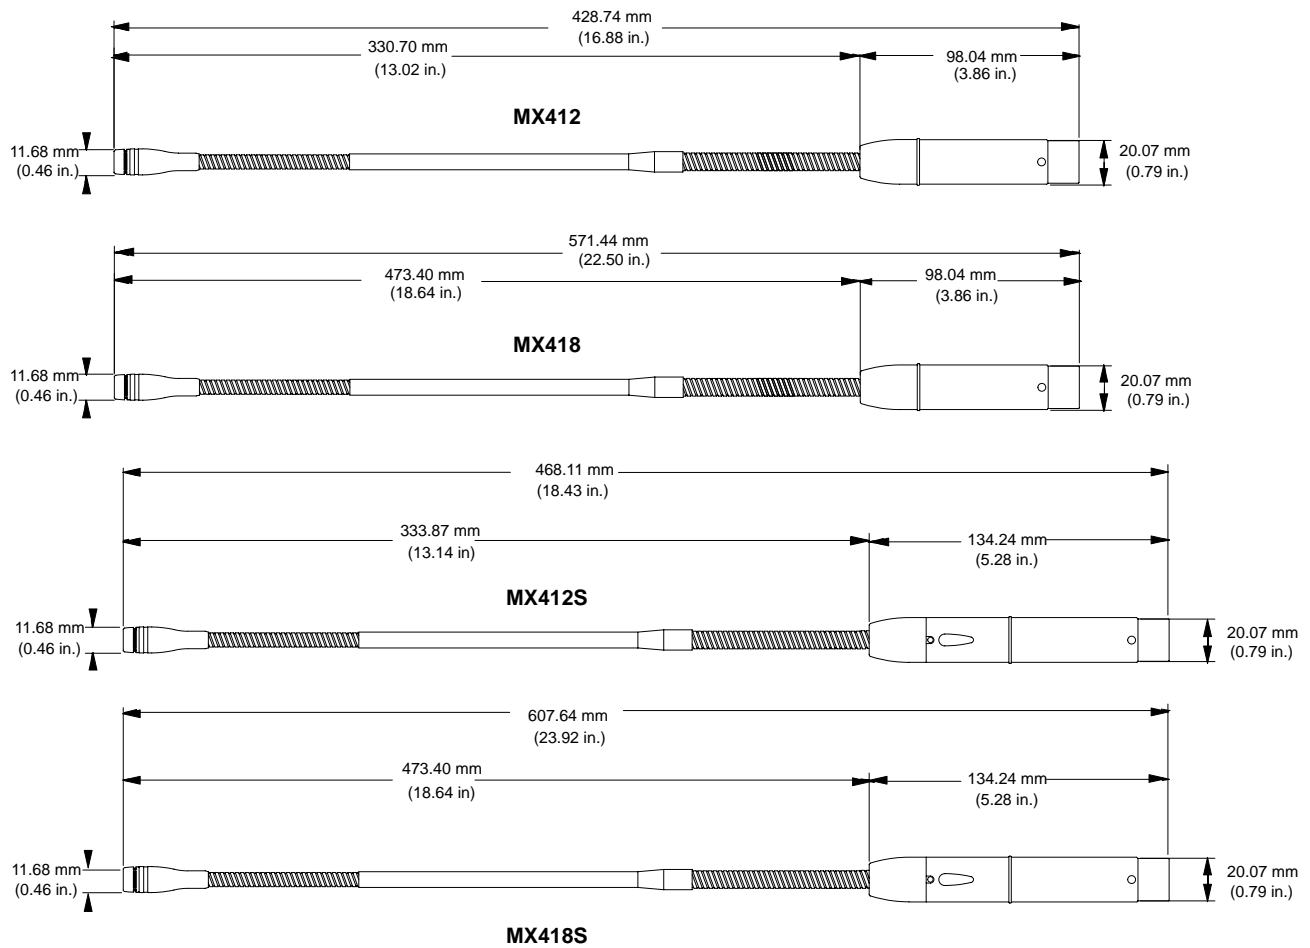 428.74 mm
(16.88 in.)
330.70 mm
(13.02 in.)
98.04 mm
(3.86 in.)
MX412
11.68 mm
(0.46 in.)
20.07 mm
(0.79 in.)
571.44 mm
(22.50 in.)
473.40 mm
(18.64 in.)
98.04 mm
(3.86 in.)
MX418
11.68 mm
(0.46 in.)
20.07 mm
(0.79 in.)
468.11 mm
(18.43 in.)
333.87 mm
(13.14 in)
134.24 mm
(5.28 in.)
MX412S
11.68 mm
(0.46 in.)
20.07 mm
(0.79 in.)
607.64 mm
(23.92 in.)
473.40 mm
(18.64 in)
134.24 mm
(5.28 in.)
11.68 mm
(0.46 in.)
20.07 mm
(0.79 in.)
MX418S